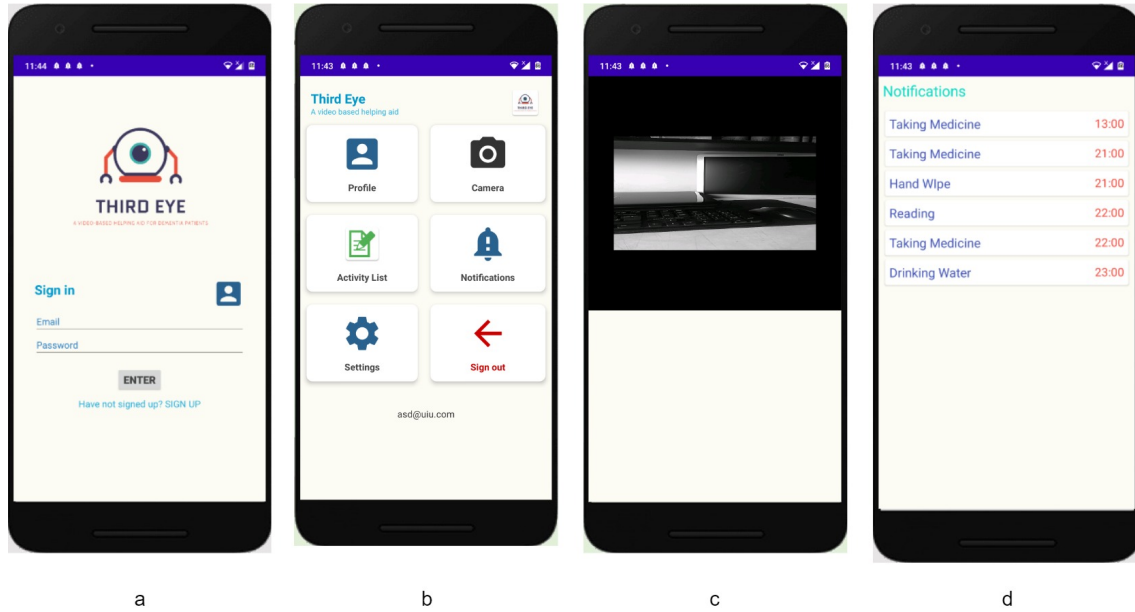 11:44
THIRD EYE
A VIDEO-BASED HELPING AID FOR DEMENTIA PATIENTS
Sign in
Email
Password
ENTER
Have not signed up? SIGN UP
a
11:43
Third Eye
A video based helping aid
THIRD EYE
Profile
Camera
Activity List
Notifications
Settings
Sign out
asd@uiu.com
b
11:43
c
11:43
Notifications
Taking Medicine 13:00
Taking Medicine 21:00
Hand WIpe 21:00
Reading 22:00
Taking Medicine 22:00
Drinking Water 23:00
d